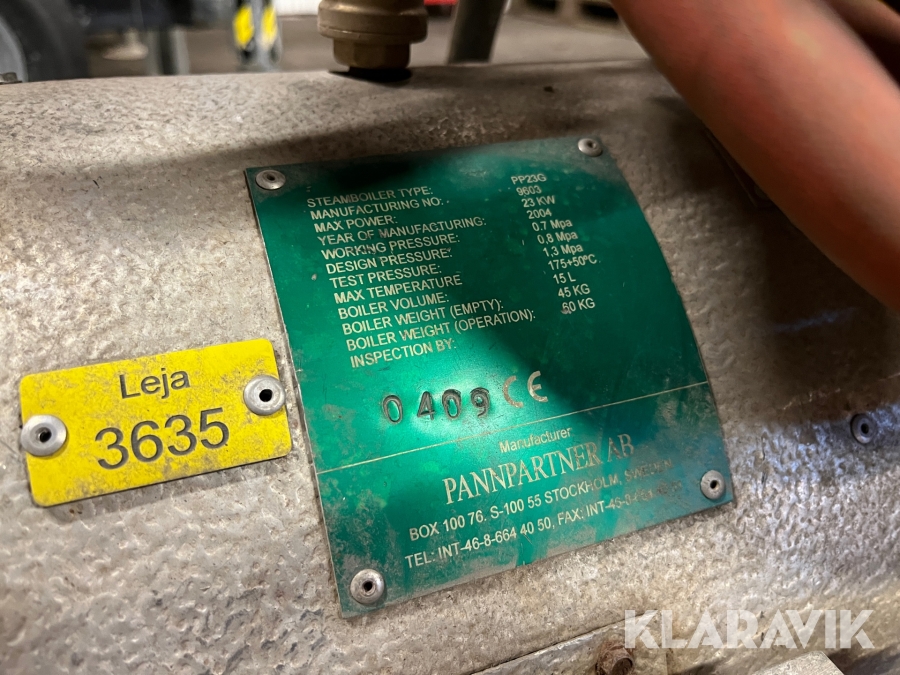 STEAMBOILER TYPE: PP23G
MANUFACTURING NO: 9603
MAX POWER: 23 KW
YEAR OF MANUFACTURING: 2004
WORKING PRESSURE: 0.7 Mpa
DESIGN PRESSURE: 0,8 Mpa
TEST PRESSURE: 1,3 Mpa
MAX TEMPERATURE 175+50ºC
BOILER VOLUME: 15 L
BOILER WEIGHT (EMPTY): 45 KG
BOILER WEIGHT (OPERATION): 60 KG
INSPECTION BY:
0409 CE
Manufacturer
PANNPARTNER AB
BOX 100 76. S-100 55 STOCKHOLM, SWEDEN
TEL: INT-46-8-664 40 50, FAX:
Leja
3635
KLARAVIK